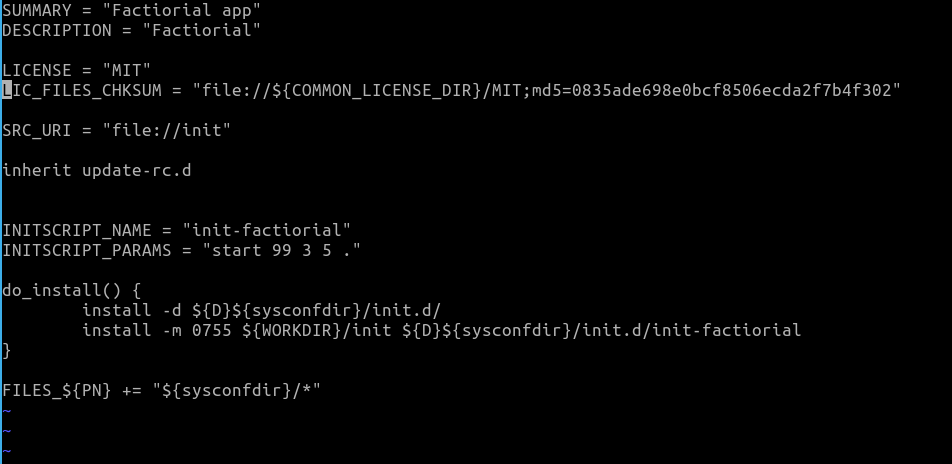 SUMMARY = "Factiorial app"
DESCRIPTION = "Factiorial"
LICENSE = "MIT"
LIC_FILES_CHKSUM = "file://${COMMON_LICENSE_DIR}/MIT;md5=0835ade698e0bcf8506ecda2f7b4f302"
SRC_URI = "file://init"
inherit update-rc.d
INITSCRIPT_NAME = "init-factiorial"
INITSCRIPT_PARAMS = "start 99 3 5 ."
do_install() {
        install -d ${D}${sysconfdir}/init.d/
        install -m 0755 ${WORKDIR}/init ${D}${sysconfdir}/init.d/init-factiorial
}
FILES_${PN} += "${sysconfdir}/*"
~
~
~